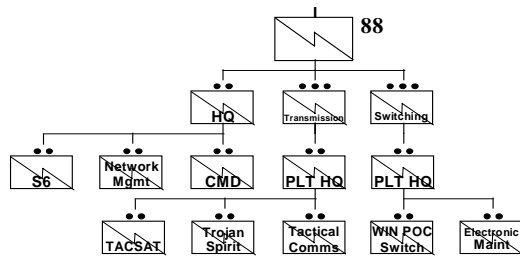 88
HQ
Transmission
Switching
S6
Network
Mgmt
CMD
PLT HQ
PLT HQ
TACSAT
Trojan
Spirit
Tactical
Comms
WIN POC
Switch
Electronic
Maint